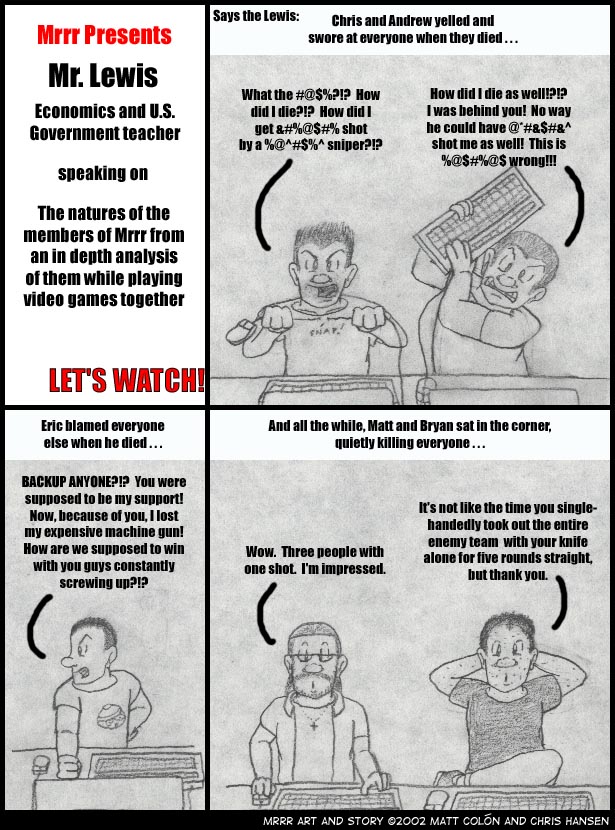 Mrrr Presents
Mr. Lewis
Economics and U.S.
Government teacher
speaking on
The natures of the
members of Mrrr from
an in depth analysis
of them while playing
video games together
LET'S WATCH!
Says the Lewis:
Chris and Andrew yelled and
swore at everyone when they died . . .
What the #@$%?!? How
did I die?!? How did I
get &#%@$#% shot
by a %@^#$%^ sniper?!?
How did I die as well!?!?
I was behind you! No way
he could have @*#&$#&^
shot me as well! This is
%@$#%@$ wrong!!!
SNAP!
Eric blamed everyone
else when he died . . .
BACKUP ANYONE?!? You were
supposed to be my support!
Now, because of you, I lost
my expensive machine gun!
How are we supposed to win
with you guys constantly
screwing up?!?
And all the while, Matt and Bryan sat in the corner,
quietly killing everyone . . .
Wow. Three people with
one shot. I'm impressed.
It's not like the time you single-
handedly took out the entire
enemy team with your knife
alone for five rounds straight,
but thank you.
MRRR ART AND STORY ©2002 MATT COLÓN AND CHRIS HANSEN